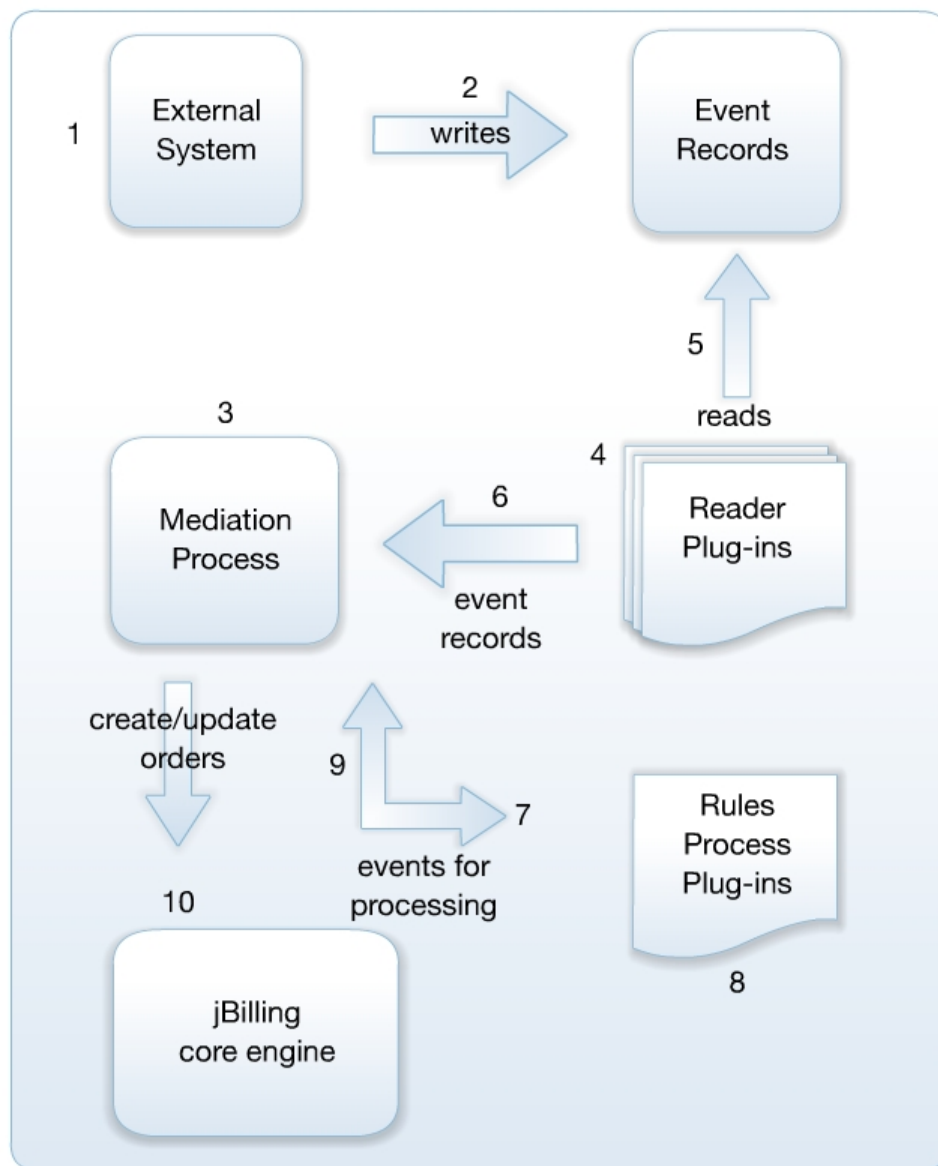 External
System
1
2
writes
Event
Records
5
reads
3
4
Mediation
Process
6
event
records
Reader
Plug-ins
create/update
orders
9
7
events for
processing
Rules
Process
Plug-ins
8
10
jBilling
core engine